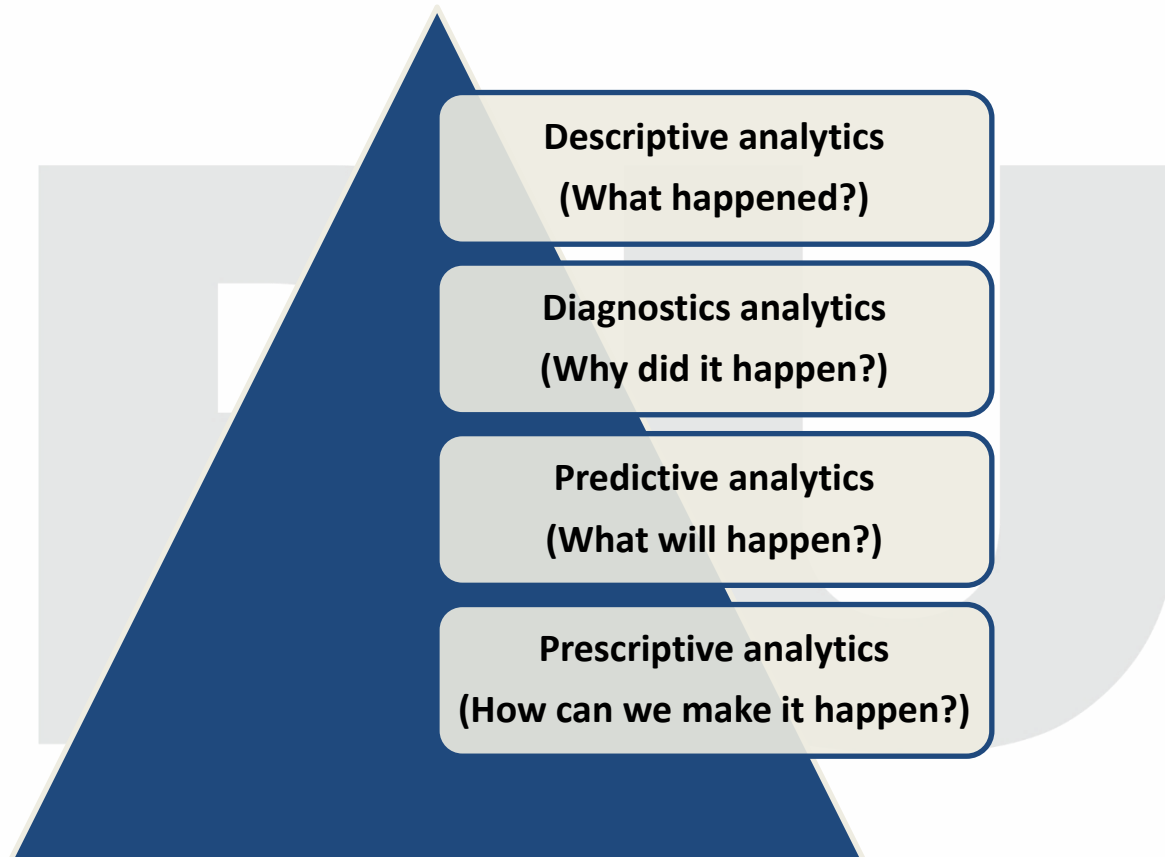 Descriptive analytics
(What happened?)
Diagnostics analytics
(Why did it happen?)
Predictive analytics
(What will happen?)
Prescriptive analytics
(How can we make it happen?)